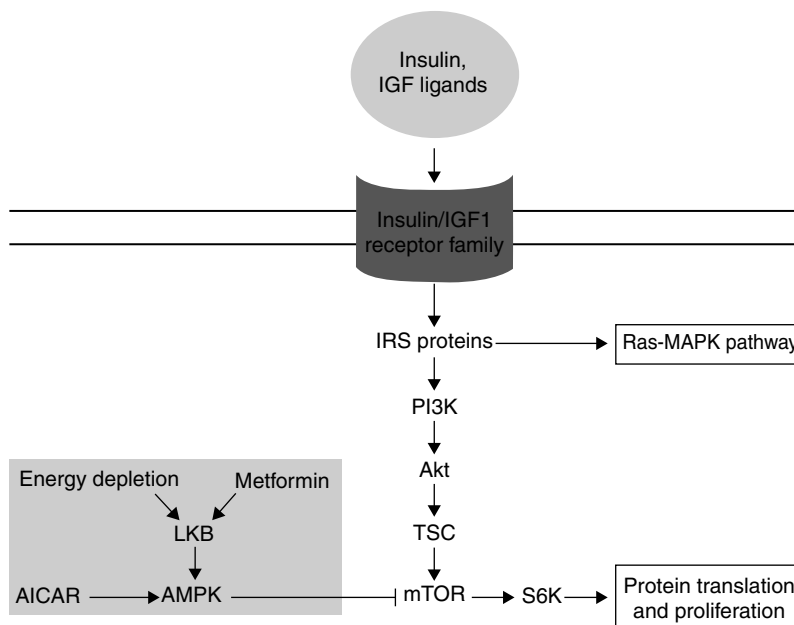 Insulin,
IGF ligands
Insulin/IGF1
receptor family
IRS proteins
Ras-MAPK pathway
PI3K
Akt
Energy depletion
Metformin
LKB
TSC
AICAR
AMPK
mTOR
S6K
Protein translation
and proliferation